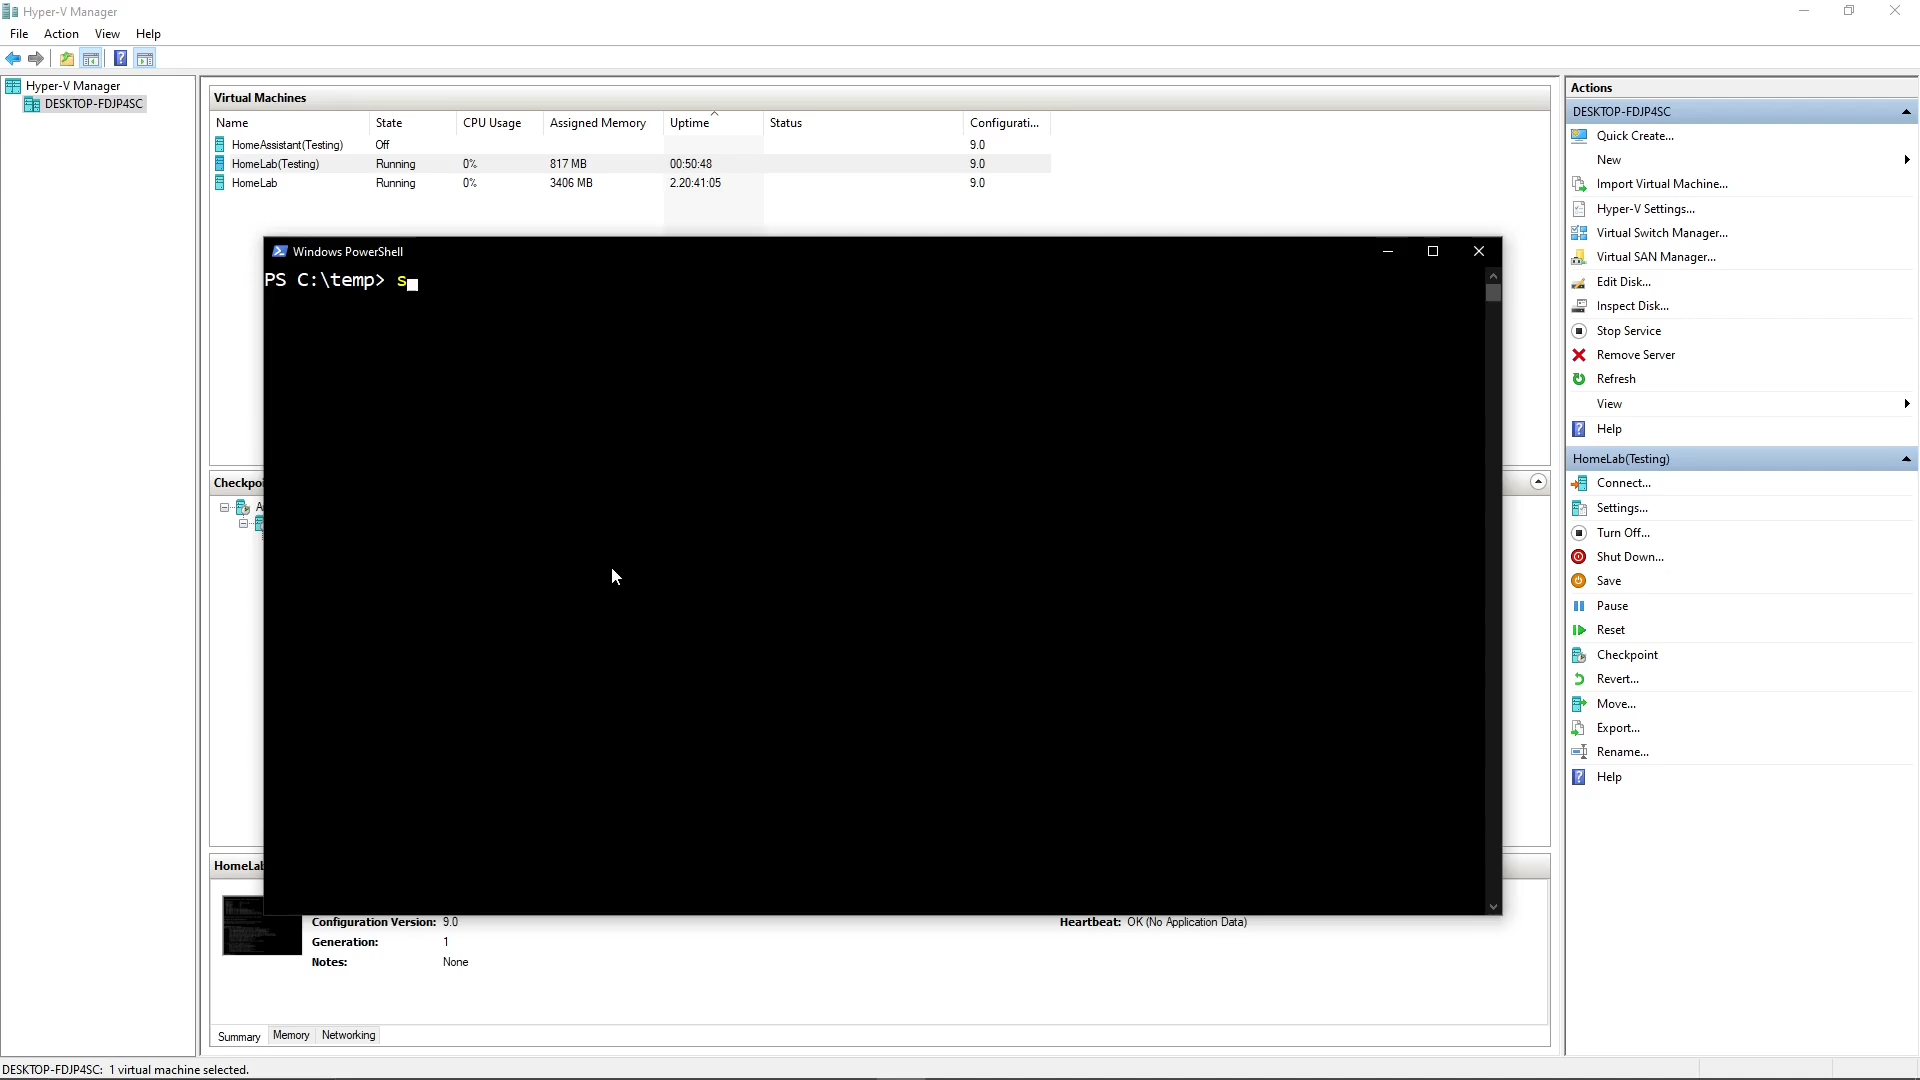 Hyper-V Manager
File Action View Help
Hyper-V Manager
DESKTOP-FDJP4SC
Virtual Machines
Name State CPU Usage Assigned Memory Uptime Status Configurati...
HomeAssistant(Testing) Off 9.0
HomeLab(Testing) Running 0% 817 MB 00:50:48 9.0
HomeLab Running 0% 3406 MB 2.20:41:05 9.0
Windows PowerShell
PS C:\temp> s
Checkpoi
A
HomeLab
Configuration Version: 9.0 Heartbeat: OK (No Application Data)
Generation: 1
Notes: None
Summary Memory Networking
Actions
DESKTOP-FDJP4SC
Quick Create...
New
Import Virtual Machine...
Hyper-V Settings...
Virtual Switch Manager...
Virtual SAN Manager...
Edit Disk...
Inspect Disk...
Stop Service
Remove Server
Refresh
View
Help
HomeLab(Testing)
Connect...
Settings...
Turn Off...
Shut Down...
Save
Pause
Reset
Checkpoint
Revert...
Move...
Export...
Rename...
Help
DESKTOP-FDJP4SC: 1 virtual machine selected.